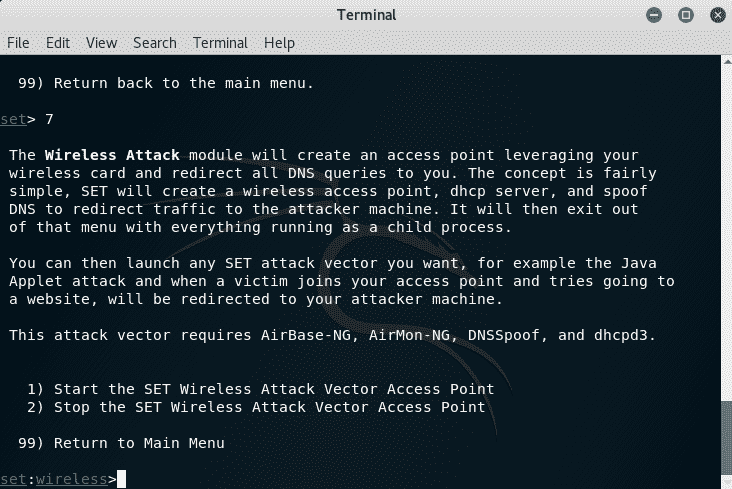 Terminal
File Edit View Search Terminal Help
99) Return back to the main menu.
set> 7
The Wireless Attack module will create an access point leveraging your
wireless card and redirect all DNS queries to you. The concept is fairly
simple, SET will create a wireless access point, dhcp server, and spoof
DNS to redirect traffic to the attacker machine. It will then exit out
of that menu with everything running as a child process.
You can then launch any SET attack vector you want, for example the Java
Applet attack and when a victim joins your access point and tries going to
a website, will be redirected to your attacker machine.
This attack vector requires AirBase-NG, AirMon-NG, DNSSpoof, and dhcpd3.
1) Start the SET Wireless Attack Vector Access Point
2) Stop the SET Wireless Attack Vector Access Point
99) Return to Main Menu
set:wireless>